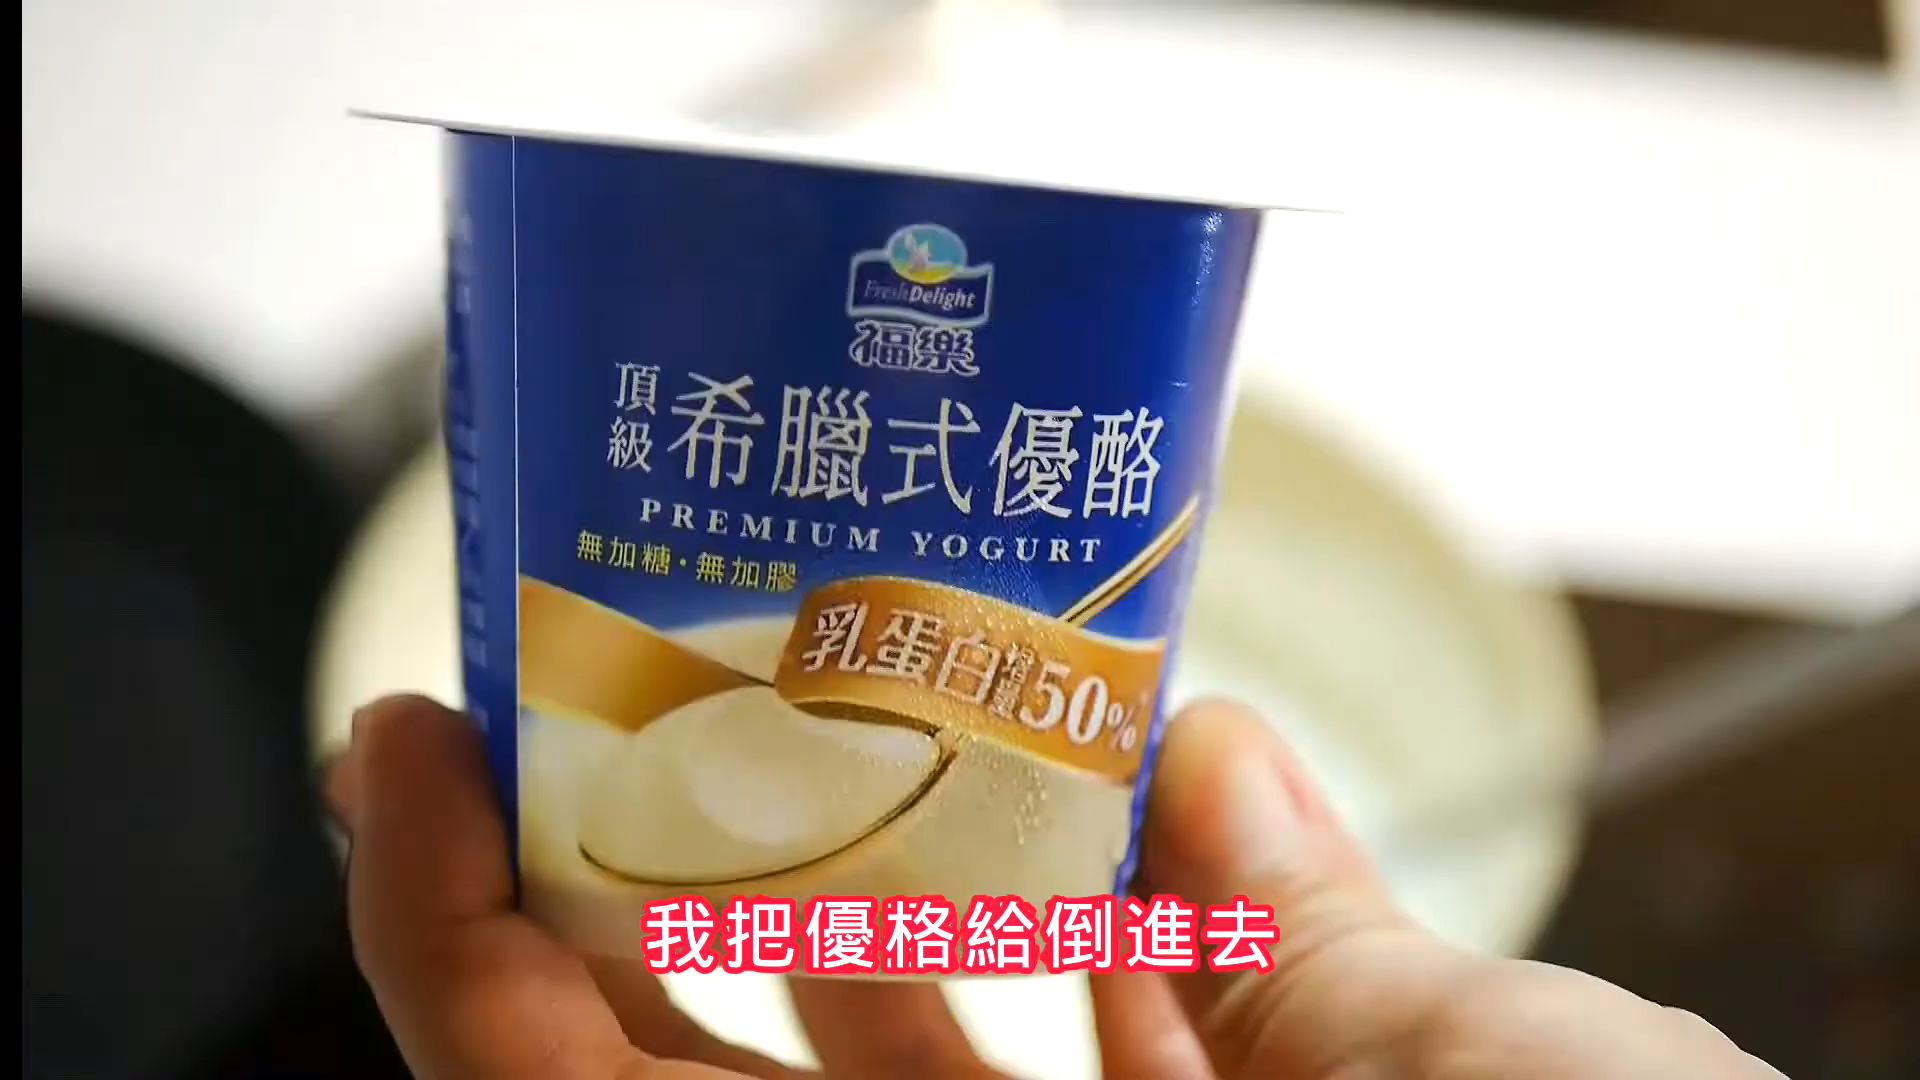 FreshDelight
福樂
頂級 希臘式優酪
PREMIUM YOGURT
無加糖·無加膠
乳蛋白 50%
我把優格給倒進去